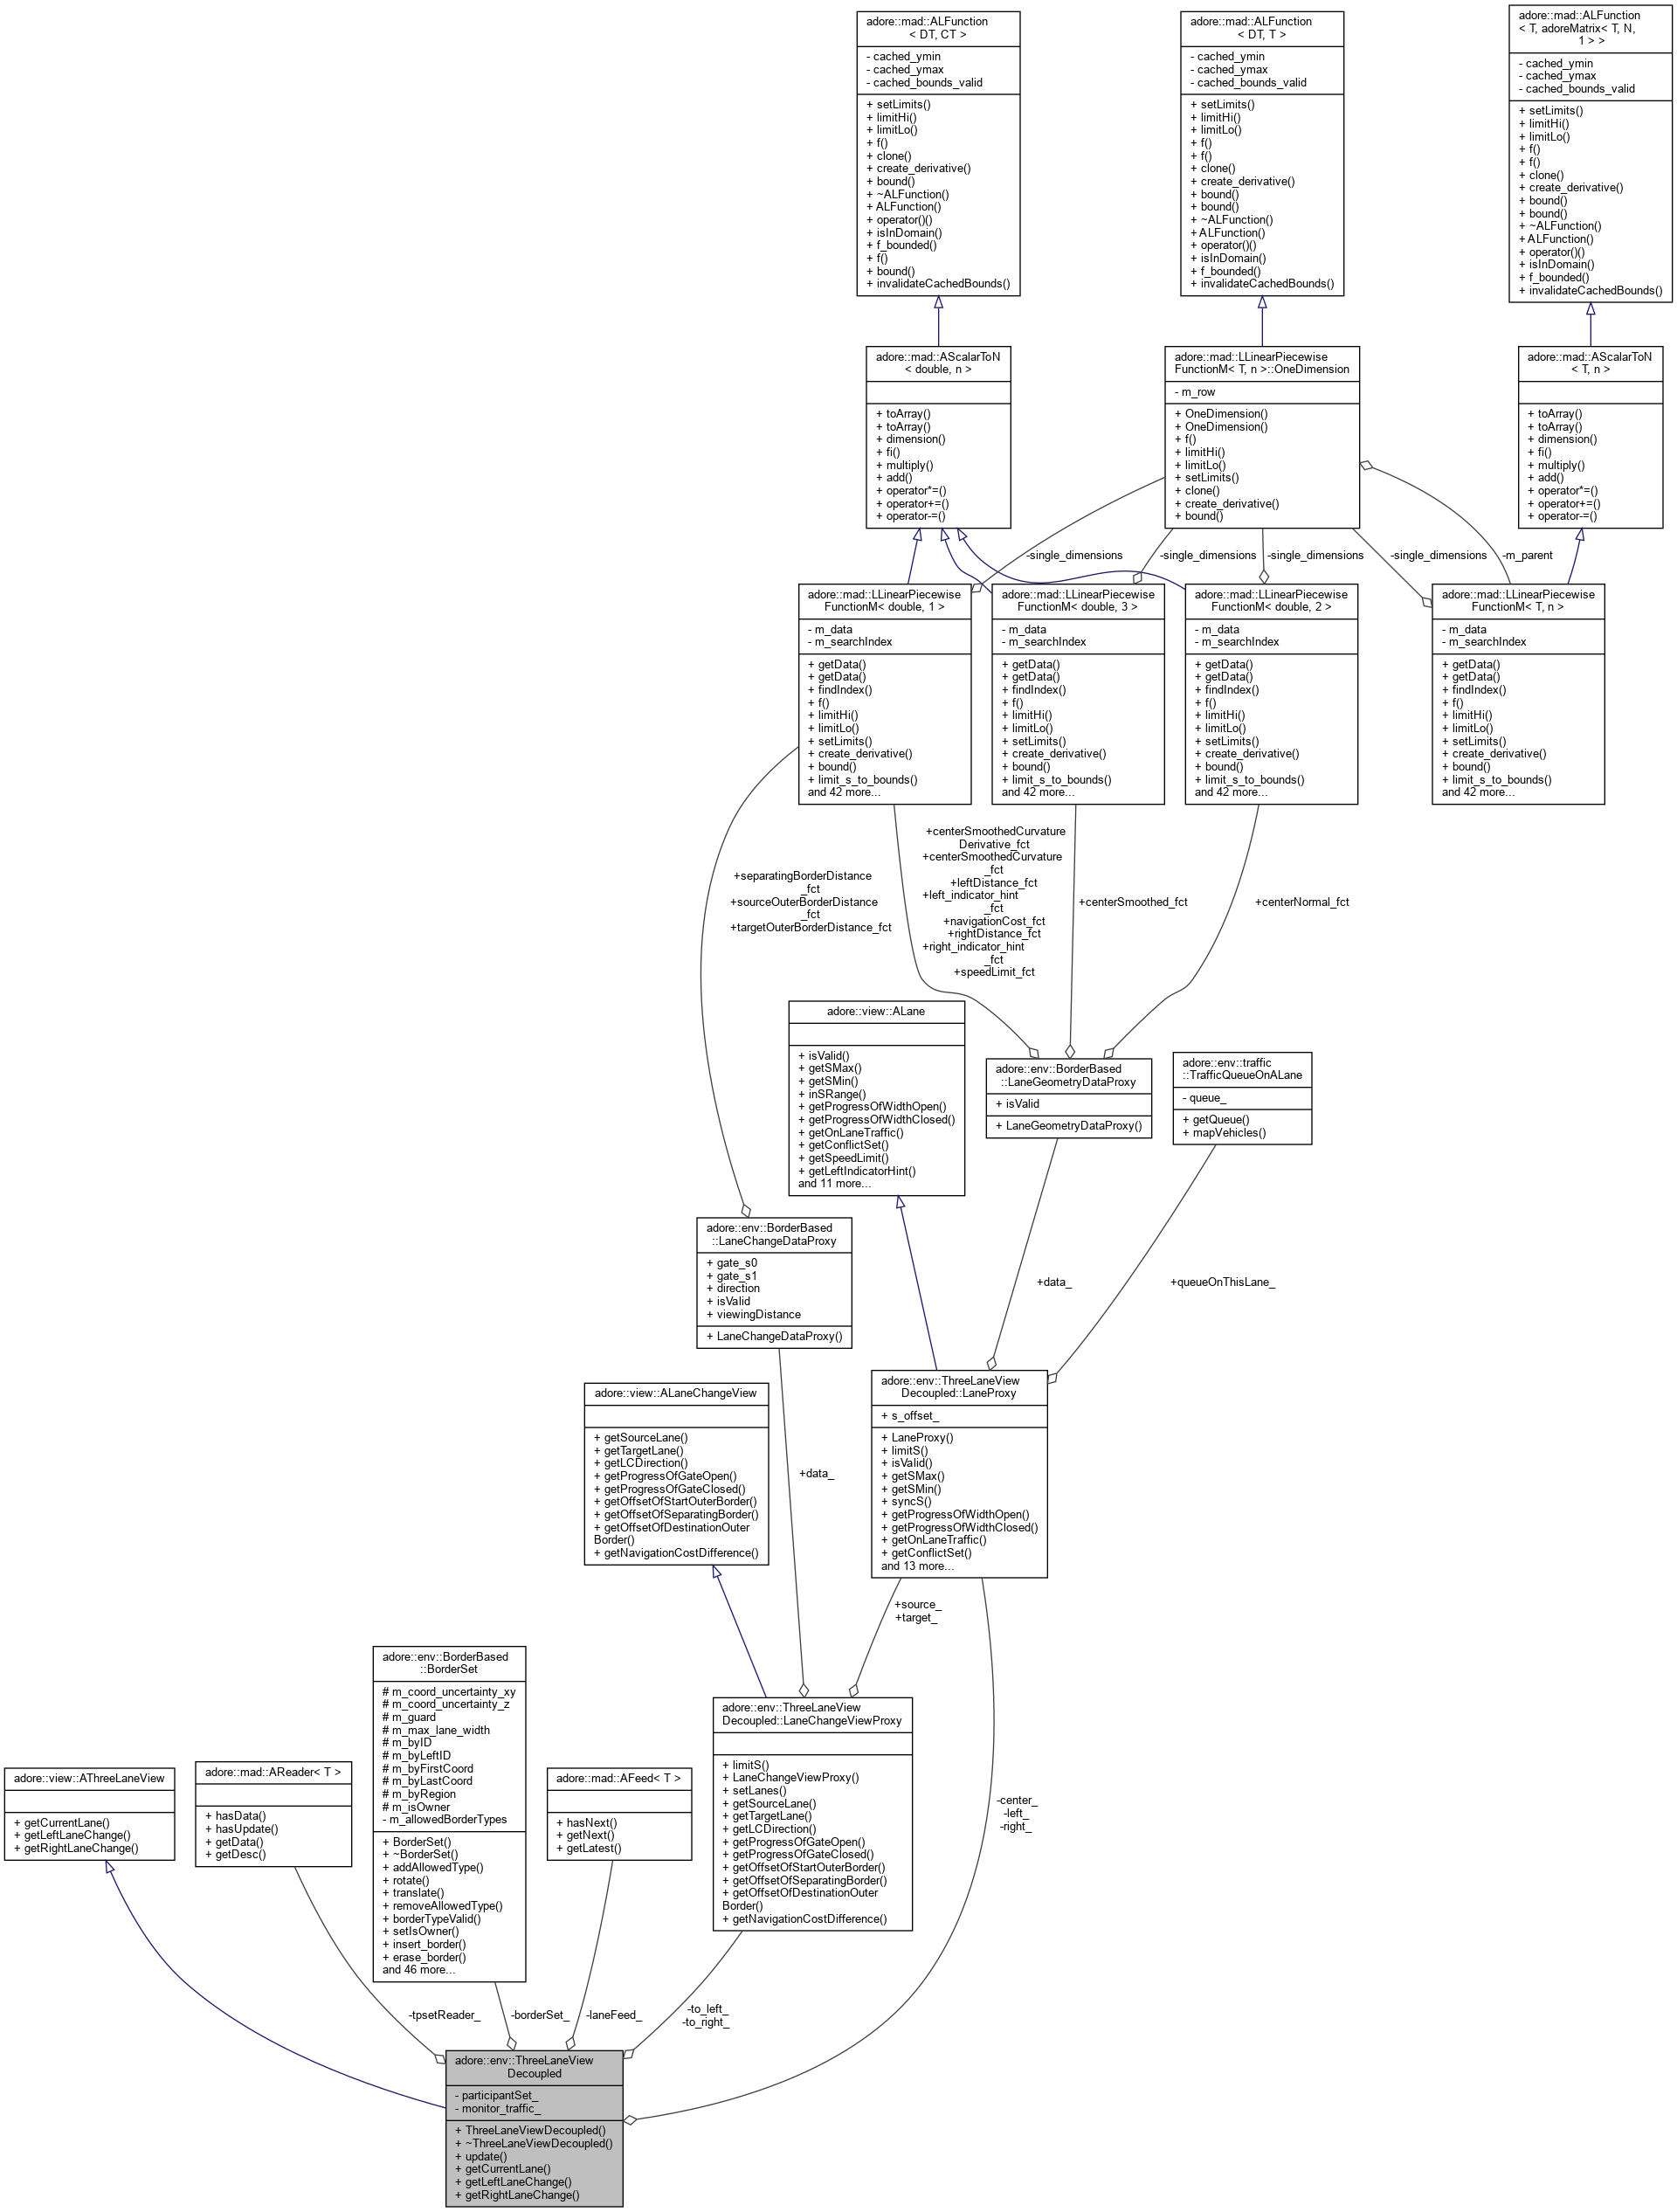 adore::mad::ALFunction
< DT, CT >
- cached_ymin
- cached_ymax
- cached_bounds_valid
+ setLimits()
+ limitHi()
+ limitLo()
+ f()
+ clone()
+ create_derivative()
+ bound()
+ ~ALFunction()
+ ALFunction()
+ operator()()
+ isInDomain()
+ f_bounded()
+ f()
+ bound()
+ invalidateCachedBounds()
adore::mad::ALFunction
< DT, T >
- cached_ymin
- cached_ymax
- cached_bounds_valid
+ setLimits()
+ limitHi()
+ limitLo()
+ f()
+ f()
+ clone()
+ create_derivative()
+ bound()
+ bound()
+ ~ALFunction()
+ ALFunction()
+ operator()()
+ isInDomain()
+ f_bounded()
+ invalidateCachedBounds()
adore::mad::ALFunction
< T, adoreMatrix< T, N,
1 > >
- cached_ymin
- cached_ymax
- cached_bounds_valid
+ setLimits()
+ limitHi()
+ limitLo()
+ f()
+ f()
+ clone()
+ create_derivative()
+ bound()
+ bound()
+ ~ALFunction()
+ ALFunction()
+ operator()()
+ isInDomain()
+ f_bounded()
+ invalidateCachedBounds()
adore::mad::AScalarToN
< double, n >
+ toArray()
+ toArray()
+ dimension()
+ fi()
+ multiply()
+ add()
+ operator*=()
+ operator+=()
+ operator-=()
adore::mad::LLinearPiecewise
FunctionM< T, n >::OneDimension
- m_row
+ OneDimension()
+ OneDimension()
+ f()
+ limitHi()
+ limitLo()
+ setLimits()
+ clone()
+ create_derivative()
+ bound()
adore::mad::AScalarToN
< T, n >
+ toArray()
+ toArray()
+ dimension()
+ fi()
+ multiply()
+ add()
+ operator*=()
+ operator+=()
+ operator-=()
-single_dimensions
-single_dimensions
-single_dimensions
-single_dimensions
-m_parent
adore::mad::LLinearPiecewise
FunctionM< double, 1 >
- m_data
- m_searchIndex
+ getData()
+ getData()
+ findIndex()
+ f()
+ limitHi()
+ limitLo()
+ setLimits()
+ create_derivative()
+ bound()
+ limit_s_to_bounds()
and 42 more...
adore::mad::LLinearPiecewise
FunctionM< double, 3 >
- m_data
- m_searchIndex
+ getData()
+ getData()
+ findIndex()
+ f()
+ limitHi()
+ limitLo()
+ setLimits()
+ create_derivative()
+ bound()
+ limit_s_to_bounds()
and 42 more...
adore::mad::LLinearPiecewise
FunctionM< double, 2 >
- m_data
- m_searchIndex
+ getData()
+ getData()
+ findIndex()
+ f()
+ limitHi()
+ limitLo()
+ setLimits()
+ create_derivative()
+ bound()
+ limit_s_to_bounds()
and 42 more...
adore::mad::LLinearPiecewise
FunctionM< T, n >
- m_data
- m_searchIndex
+ getData()
+ getData()
+ findIndex()
+ f()
+ limitHi()
+ limitLo()
+ setLimits()
+ create_derivative()
+ bound()
+ limit_s_to_bounds()
and 42 more...
+separatingBorderDistance
_fct
+sourceOuterBorderDistance
_fct
+targetOuterBorderDistance_fct
+centerSmoothedCurvature
Derivative_fct
+centerSmoothedCurvature
_fct
+leftDistance_fct
+left_indicator_hint
_fct
+navigationCost_fct
+rightDistance_fct
+right_indicator_hint
_fct
+speedLimit_fct
+centerSmoothed_fct
+centerNormal_fct
adore::view::ALane
+ isValid()
+ getSMax()
+ getSMin()
+ inSRange()
+ getProgressOfWidthOpen()
+ getProgressOfWidthClosed()
+ getOnLaneTraffic()
+ getConflictSet()
+ getSpeedLimit()
+ getLeftIndicatorHint()
and 11 more...
adore::env::BorderBased
::LaneGeometryDataProxy
+ isValid
+ LaneGeometryDataProxy()
adore::env::traffic
::TrafficQueueOnALane
- queue_
+ getQueue()
+ mapVehicles()
adore::env::BorderBased
::LaneChangeDataProxy
+ gate_s0
+ gate_s1
+ direction
+ isValid
+ viewingDistance
+ LaneChangeDataProxy()
+data_
+queueOnThisLane_
adore::env::ThreeLaneView
Decoupled::LaneProxy
+ s_offset_
+ LaneProxy()
+ limitS()
+ isValid()
+ getSMax()
+ getSMin()
+ syncS()
+ getProgressOfWidthOpen()
+ getProgressOfWidthClosed()
+ getOnLaneTraffic()
+ getConflictSet()
and 13 more...
adore::view::ALaneChangeView
+ getSourceLane()
+ getTargetLane()
+ getLCDirection()
+ getProgressOfGateOpen()
+ getProgressOfGateClosed()
+ getOffsetOfStartOuterBorder()
+ getOffsetOfSeparatingBorder()
+ getOffsetOfDestinationOuter
Border()
+ getNavigationCostDifference()
+data_
+source_
+target_
adore::env::BorderBased
::BorderSet
# m_coord_uncertainty_xy
# m_coord_uncertainty_z
# m_guard
# m_max_lane_width
# m_byID
# m_byLeftID
# m_byFirstCoord
# m_byLastCoord
# m_byRegion
# m_isOwner
- m_allowedBorderTypes
+ BorderSet()
+ ~BorderSet()
+ addAllowedType()
+ rotate()
+ translate()
+ removeAllowedType()
+ borderTypeValid()
+ setIsOwner()
+ insert_border()
+ erase_border()
and 46 more...
adore::env::ThreeLaneView
Decoupled::LaneChangeViewProxy
+ limitS()
+ LaneChangeViewProxy()
+ setLanes()
+ getSourceLane()
+ getTargetLane()
+ getLCDirection()
+ getProgressOfGateOpen()
+ getProgressOfGateClosed()
+ getOffsetOfStartOuterBorder()
+ getOffsetOfSeparatingBorder()
+ getOffsetOfDestinationOuter
Border()
+ getNavigationCostDifference()
adore::view::AThreeLaneView
+ getCurrentLane()
+ getLeftLaneChange()
+ getRightLaneChange()
adore::mad::AReader< T >
+ hasData()
+ hasUpdate()
+ getData()
+ getDesc()
adore::mad::AFeed< T >
+ hasNext()
+ getNext()
+ getLatest()
-center_
-left_
-right_
-tpsetReader_
-borderSet_
-laneFeed_
-to_left_
-to_right_
adore::env::ThreeLaneView
Decoupled
- participantSet_
- monitor_traffic_
+ ThreeLaneViewDecoupled()
+ ~ThreeLaneViewDecoupled()
+ update()
+ getCurrentLane()
+ getLeftLaneChange()
+ getRightLaneChange()